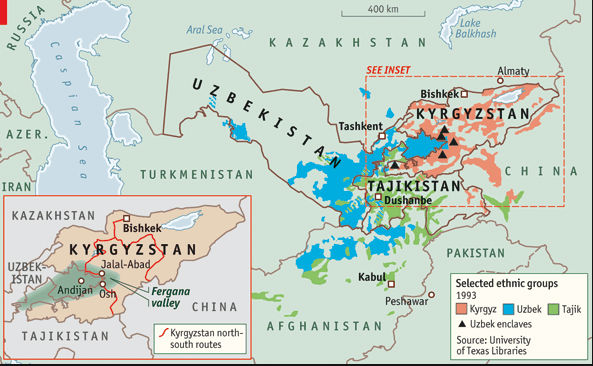 400 km
RUSSIA
Aral Sea
Lake
Balkhash
KAZAKHSTAN
SEE INSET
Almaty
Bishkek
Caspian Sea
UZBEKISTAN
KYRGYZSTAN
Tashkent
AZER.
TURKMENISTAN
CHINA
IRAN
TAJIKISTAN
Dushanbe
PAKISTAN
Kabul
Peshawar
AFGHANISTAN
KAZAKHSTAN
Bishkek
KYRGYZSTAN
UZBEK-
ISTAN
Jalal-Abad
Andijan
Osh
Fergana
valley
CHINA
TAJIKISTAN
Kyrgyzstan north-
south routes
Selected ethnic groups
1993
Kyrgyz
Uzbek
Tajik
Uzbek enclaves
Source: University
of Texas Libraries